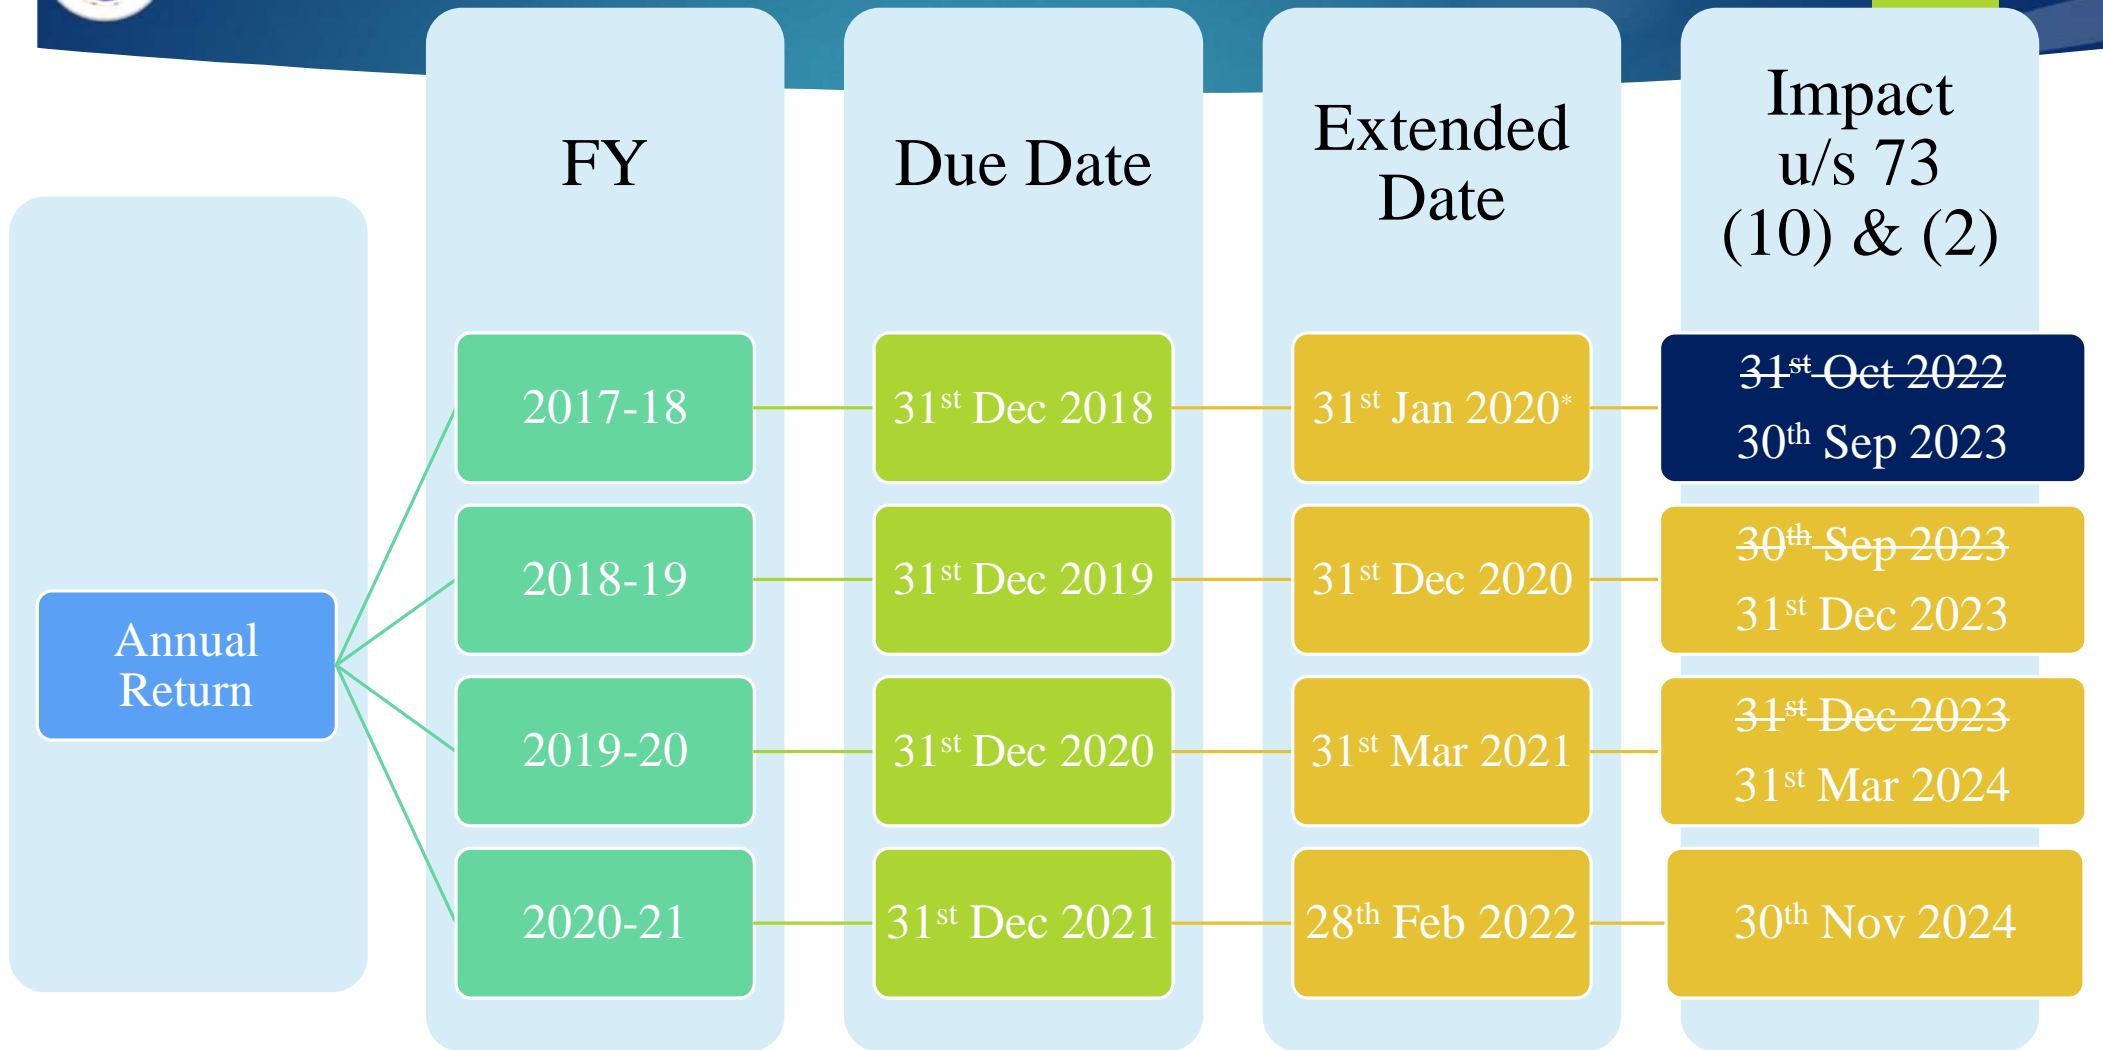 FY
Due Date
Extended
Date
Impact
u/s 73
(10) & (2)
Annual
Return
2017-18
31st Dec 2018
31st Jan 2020*
31st Oct 2022
30th Sep 2023
2018-19
31st Dec 2019
31st Dec 2020
30th Sep 2023
31st Dec 2023
2019-20
31st Dec 2020
31st Mar 2021
31st Dec 2023
31st Mar 2024
2020-21
31st Dec 2021
28th Feb 2022
30th Nov 2024